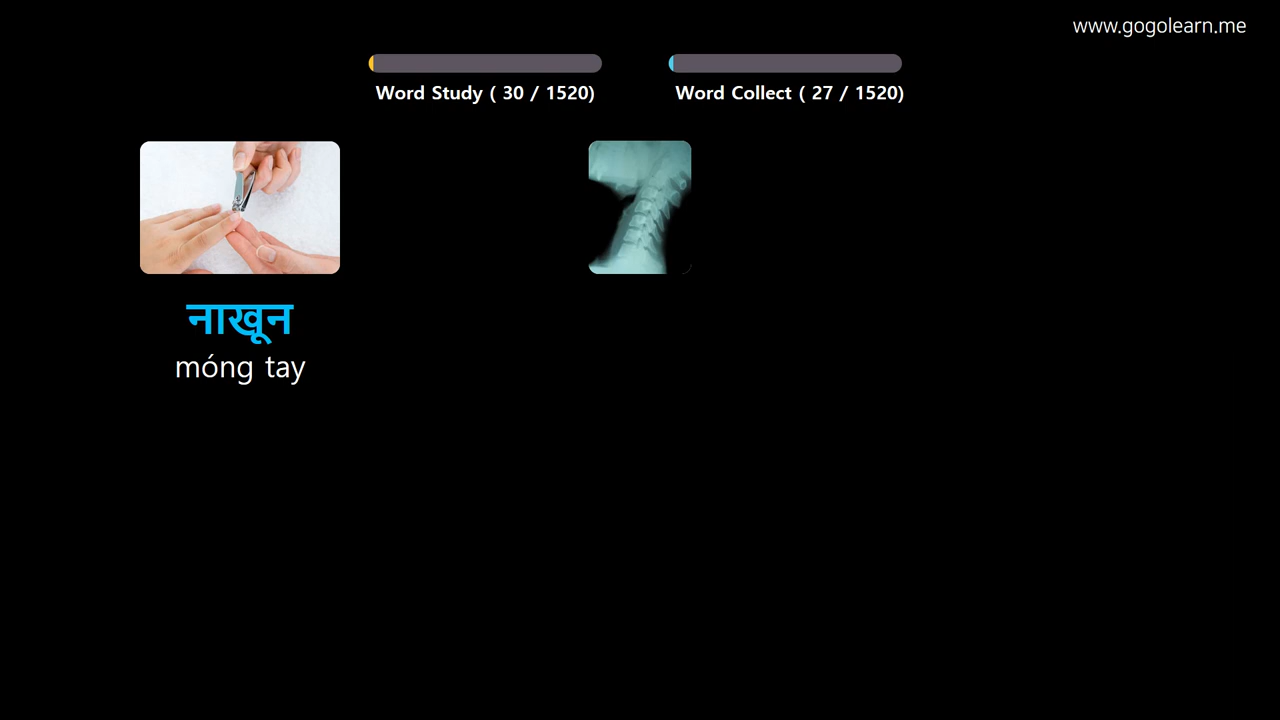 www.gogolearn.me
Word Study ( 30 / 1520)
Word Collect ( 27 / 1520)
नाखून
móng tay